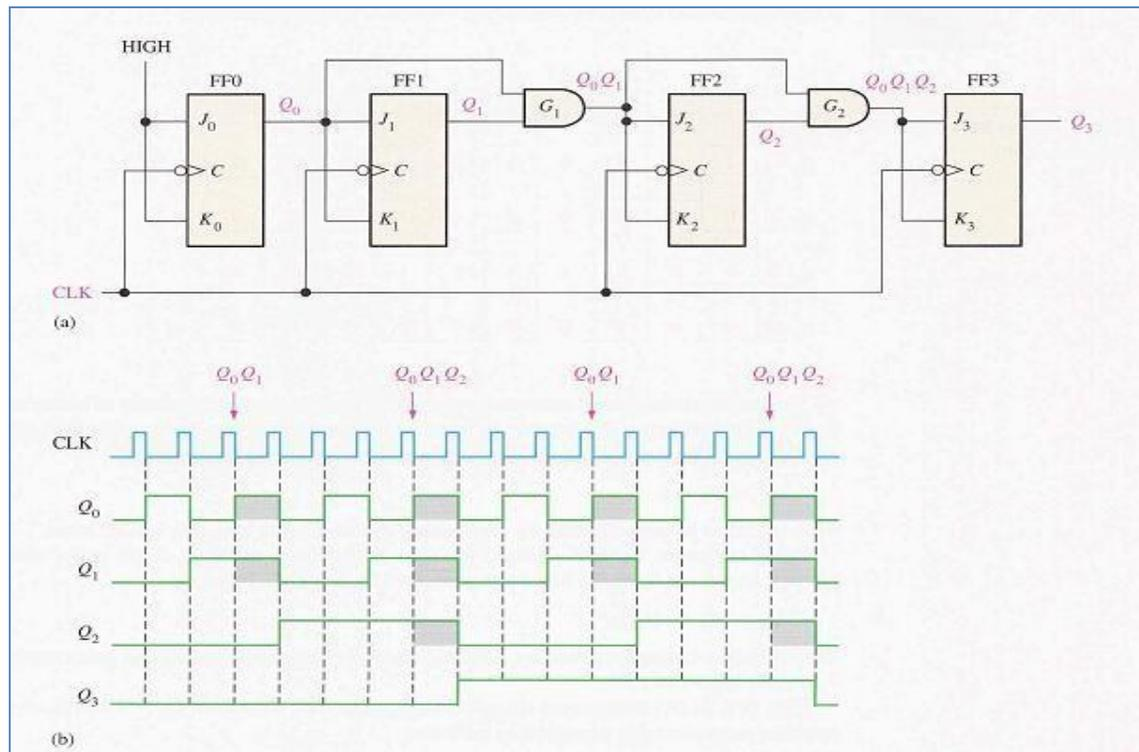 HIGH
FF0 FF1 FF2 FF3
Q₀ Q₁ Q₀Q₁ Q₂ Q₀Q₁Q₂ Q₃
J₀ J₁ G₁ J₂ G₂ J₃
C C C C
K₀ K₁ K₂ K₃
CLK
(a)
Q₀Q₁ Q₀Q₁Q₂ Q₀Q₁ Q₀Q₁Q₂
CLK
Q₀
Q₁
Q₂
Q₃
(b)